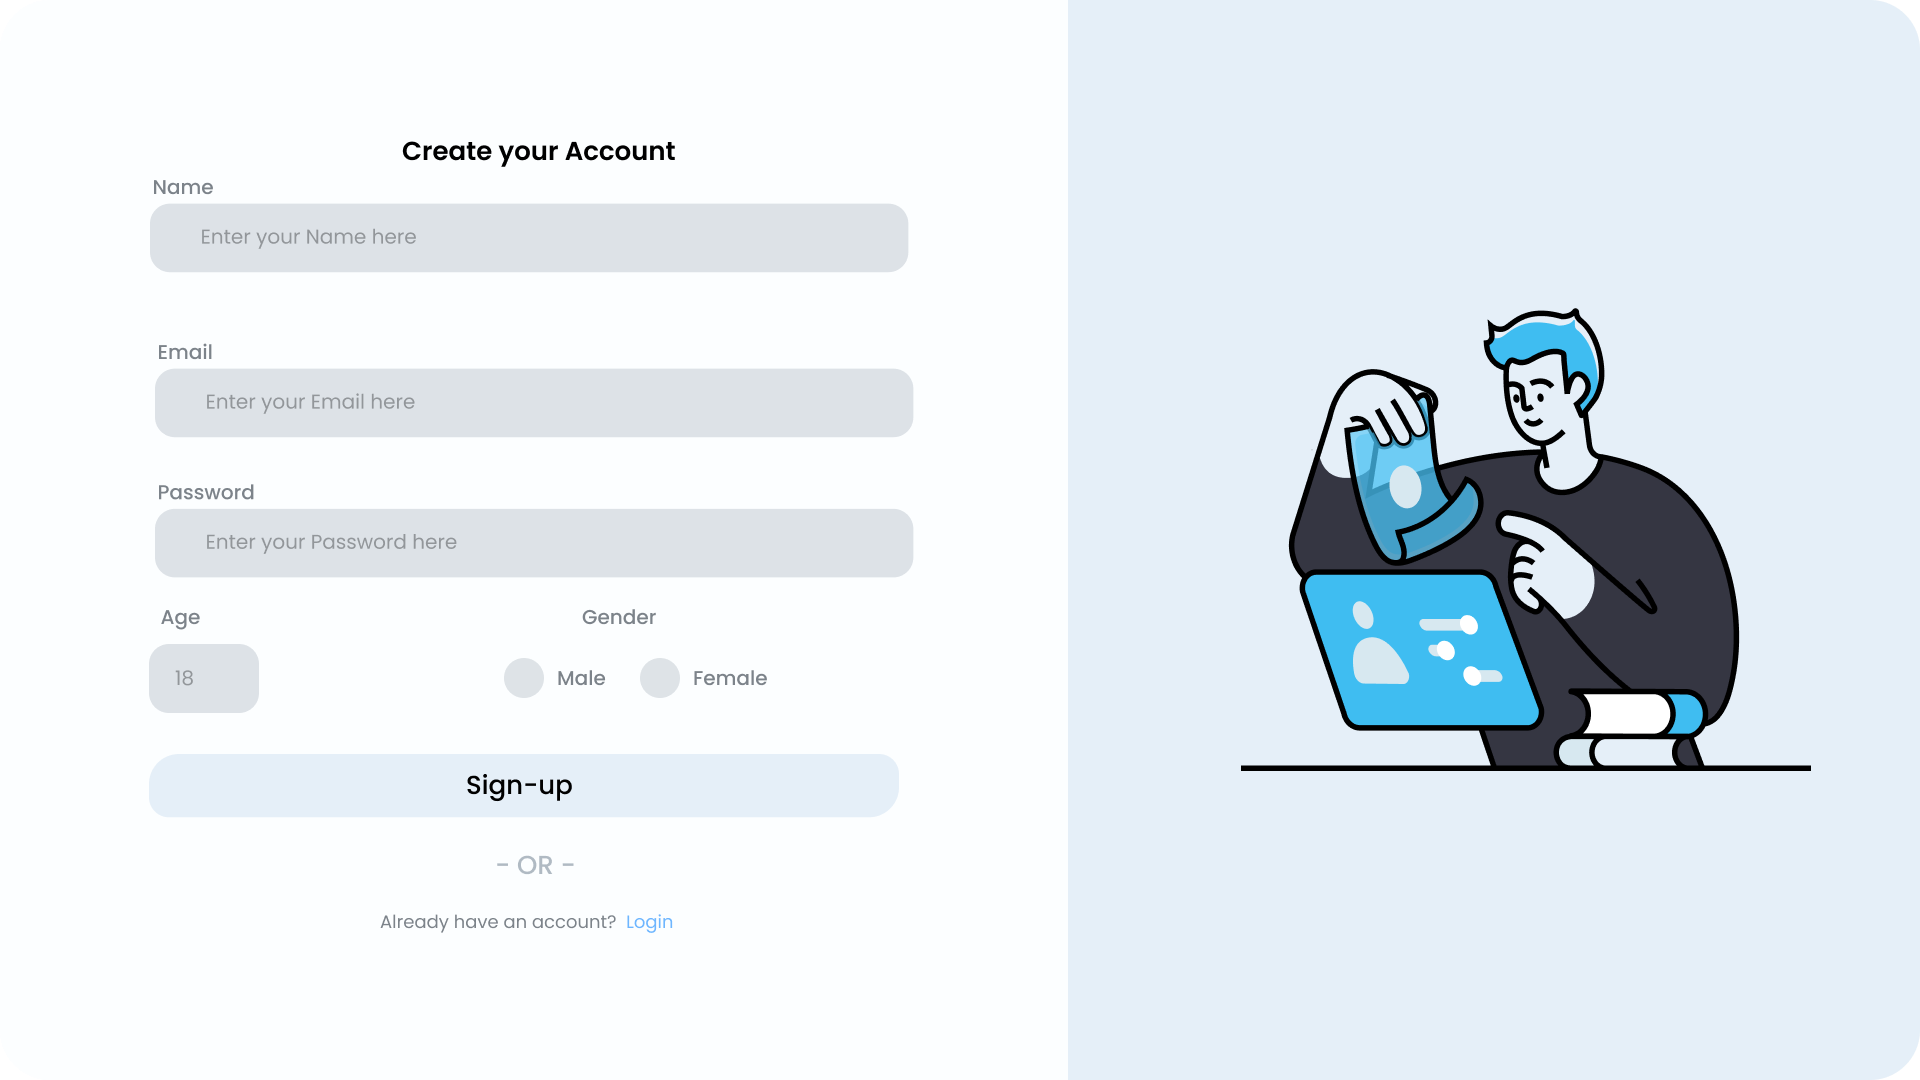 Create your Account
Name
Enter your Name here
Email
Enter your Email here
Password
Enter your Password here
Age Gender
18 Male Female
Sign-up
- OR -
Already have an account? Login